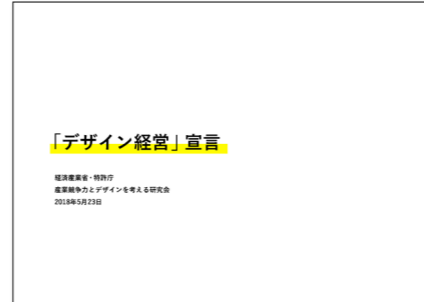 「デザイン経営」宣言
経済産業省・特許庁
産業競争力とデザインを考える研究会
2018年5月23日